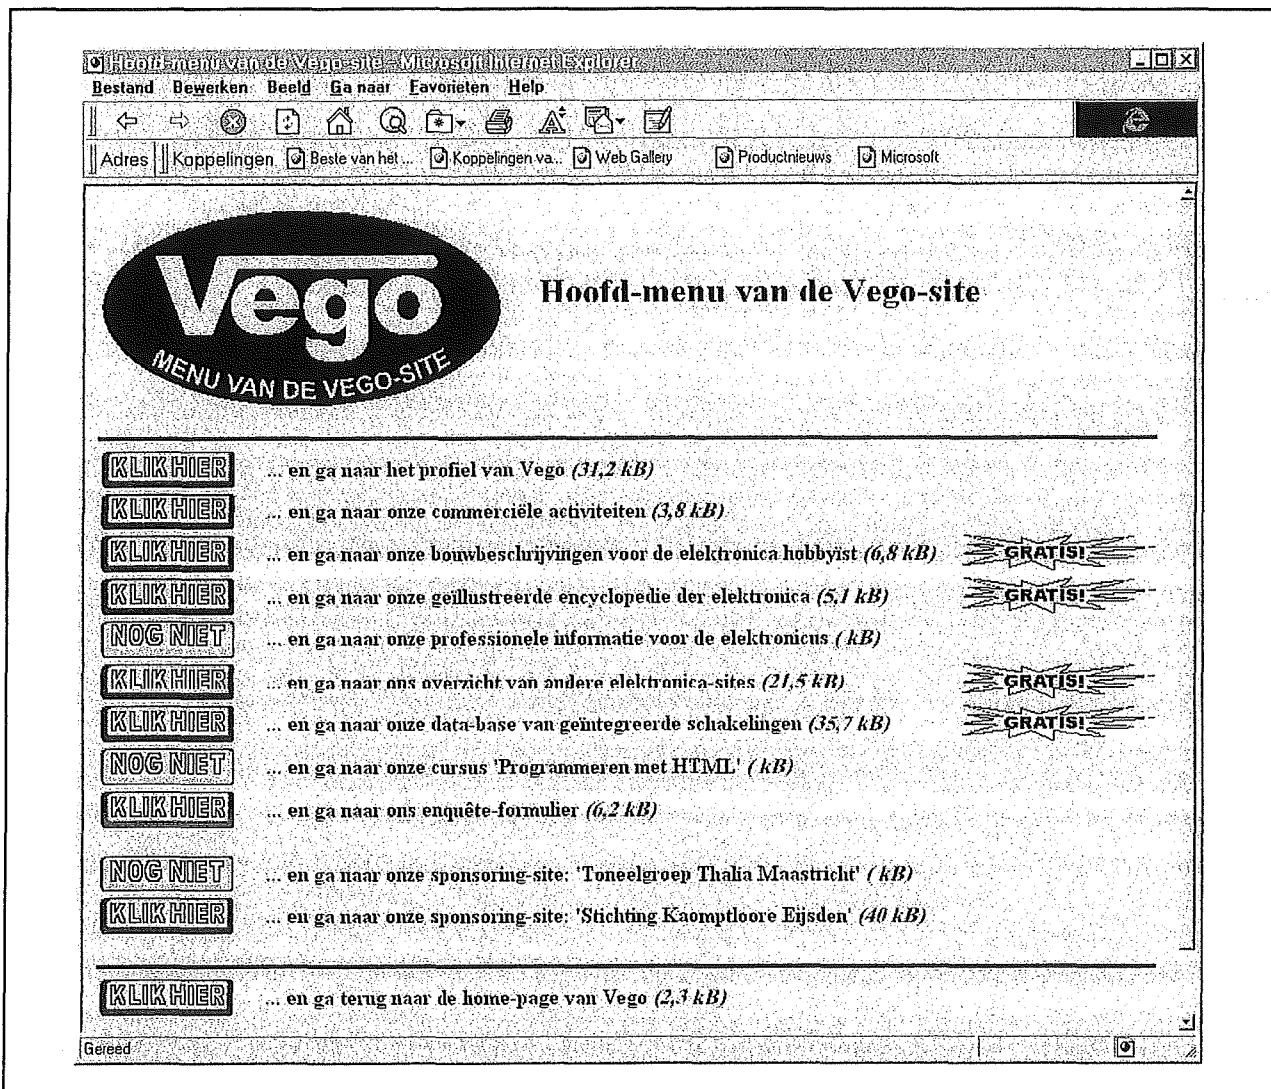 Hoofd-menu van de Vego-site - Microsoft Internet Explorer
Bestand Bewerken Beeld Ga naar Favorieten Help
Adres Koppelingen Beste van het ... Koppelingen va... Web Gallery Productnieuws Microsoft
Vego
MENU VAN DE VEGO-SITE
Hoofd-menu van de Vego-site
KLIK HIER ... en ga naar het profiel van Vego (31,2 kB)
KLIK HIER ... en ga naar onze commerciële activiteiten (3,8 kB)
KLIK HIER ... en ga naar onze bouwbeschrijvingen voor de elektronica hobbyïst (6,8 kB) GRATIS!
KLIK HIER ... en ga naar onze geïllustreerde encyclopedie der elektronica (5,1 kB) GRATIS!
NOG NIET ... en ga naar onze professionele informatie voor de elektronicus ( kB)
KLIK HIER ... en ga naar ons overzicht van andere elektronica-sites (21,5 kB) GRATIS!
KLIK HIER ... en ga naar onze data-base van geïntegreerde schakelingen (35,7 kB) GRATIS!
NOG NIET ... en ga naar onze cursus 'Programmeren met HTML' ( kB)
KLIK HIER ... en ga naar ons enquête-formulier (6,2 kB)
NOG NIET ... en ga naar onze sponsoring-site: 'Toneelgroep Thalia Maastricht' ( kB)
KLIK HIER ... en ga naar onze sponsoring-site: 'Stichting Kaomptloore Eijsden' (40 kB)
KLIK HIER ... en ga terug naar de home-page van Vego (2,3 kB)
Gereed